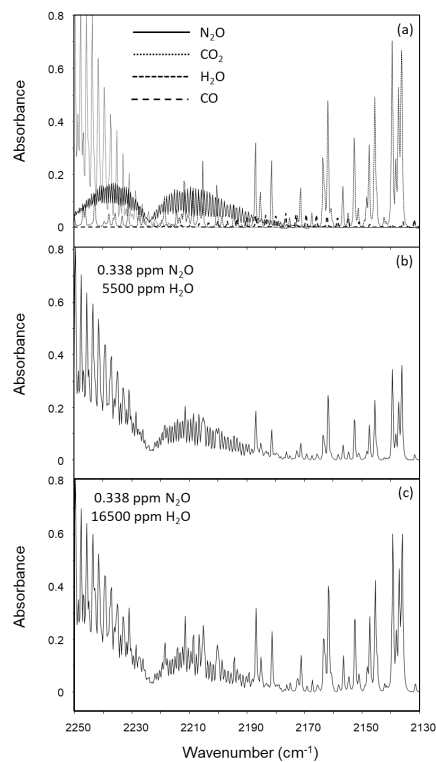 0.8
(a)
N₂O
CO₂
H₂O
CO
0.6
0.4
0.2
0
Absorbance
0.8
(b)
0.338 ppm N₂O
5500 ppm H₂O
0.6
0.4
0.2
0
Absorbance
0.8
(c)
0.338 ppm N₂O
16500 ppm H₂O
0.6
0.4
0.2
0
Absorbance
2250 2230 2210 2190 2170 2150 2130
Wavenumber (cm⁻¹)